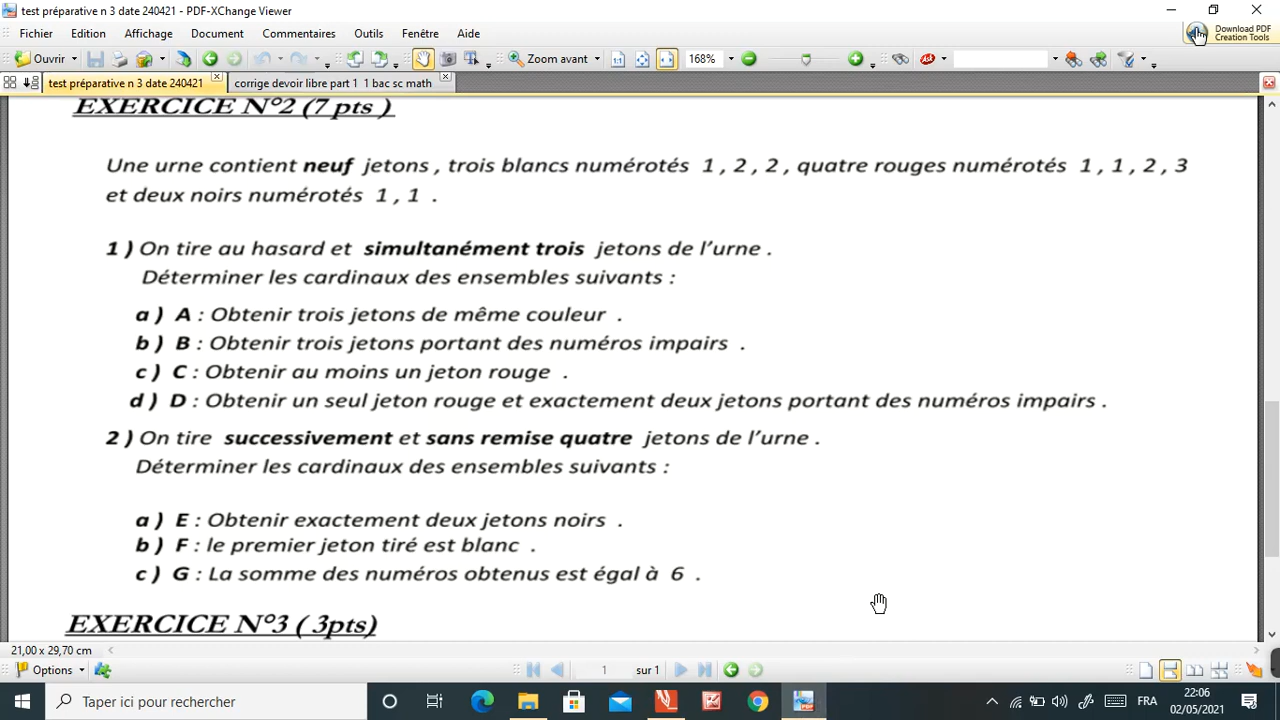 test préparative n 3 date 240421 - PDF-XChange Viewer
Fichier Edition Affichage Document Commentaires Outils Fenêtre Aide
Download PDF
Creation Tools
Ouvrir Zoom avant 168%
test préparative n 3 date 240421 corrige devoir libre part 1 1 bac sc math
EXERCICE N°2 (7 pts )
Une urne contient neuf jetons , trois blancs numérotés 1 , 2 , 2 , quatre rouges numérotés 1 , 1 , 2 , 3
et deux noirs numérotés 1 , 1 .
1 ) On tire au hasard et simultanément trois jetons de l'urne .
Déterminer les cardinaux des ensembles suivants :
a ) A : Obtenir trois jetons de même couleur .
b ) B : Obtenir trois jetons portant des numéros impairs .
c ) C : Obtenir au moins un jeton rouge .
d ) D : Obtenir un seul jeton rouge et exactement deux jetons portant des numéros impairs .
2 ) On tire successivement et sans remise quatre jetons de l'urne .
Déterminer les cardinaux des ensembles suivants :
a ) E : Obtenir exactement deux jetons noirs .
b ) F : le premier jeton tiré est blanc .
c ) G : La somme des numéros obtenus est égal à 6 .
EXERCICE N°3 ( 3pts)
21,00 x 29,70 cm
Options 1 sur 1
Taper ici pour rechercher
FRA
22:06
02/05/2021